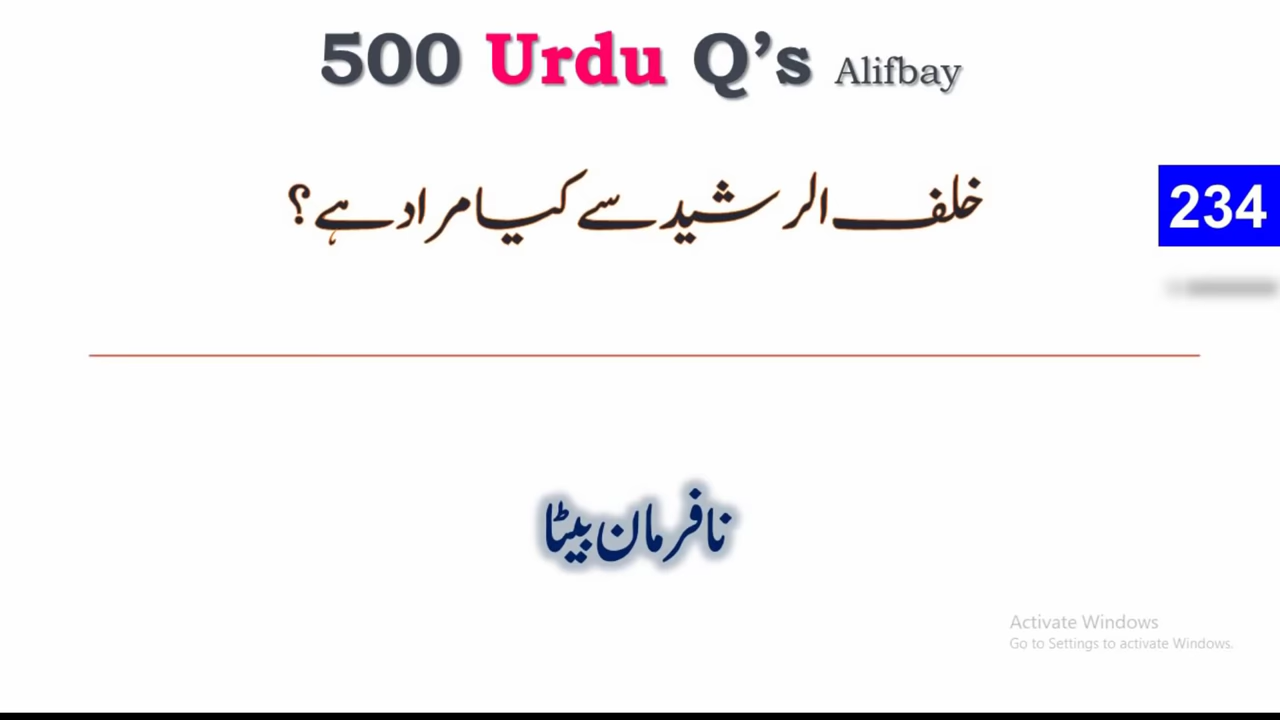 500 Urdu Q’s Alifbay
خلف الرشید سے کیا مراد ہے؟
234
نافرمان بیٹا
Activate Windows
Go to Settings to activate Windows.